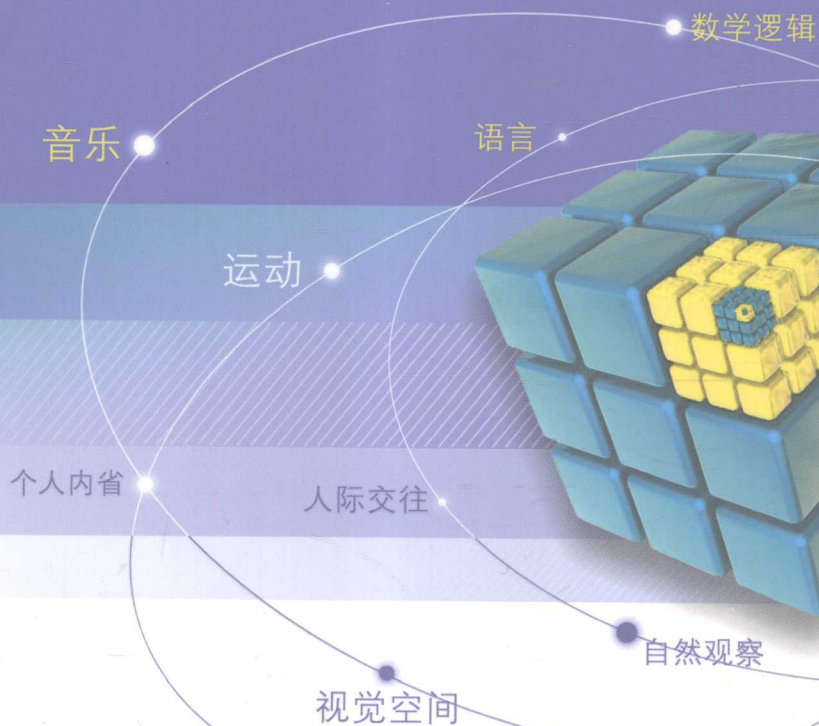 数学逻辑
音乐
语言
运动
个人内省
人际交往
自然观察
视觉空间